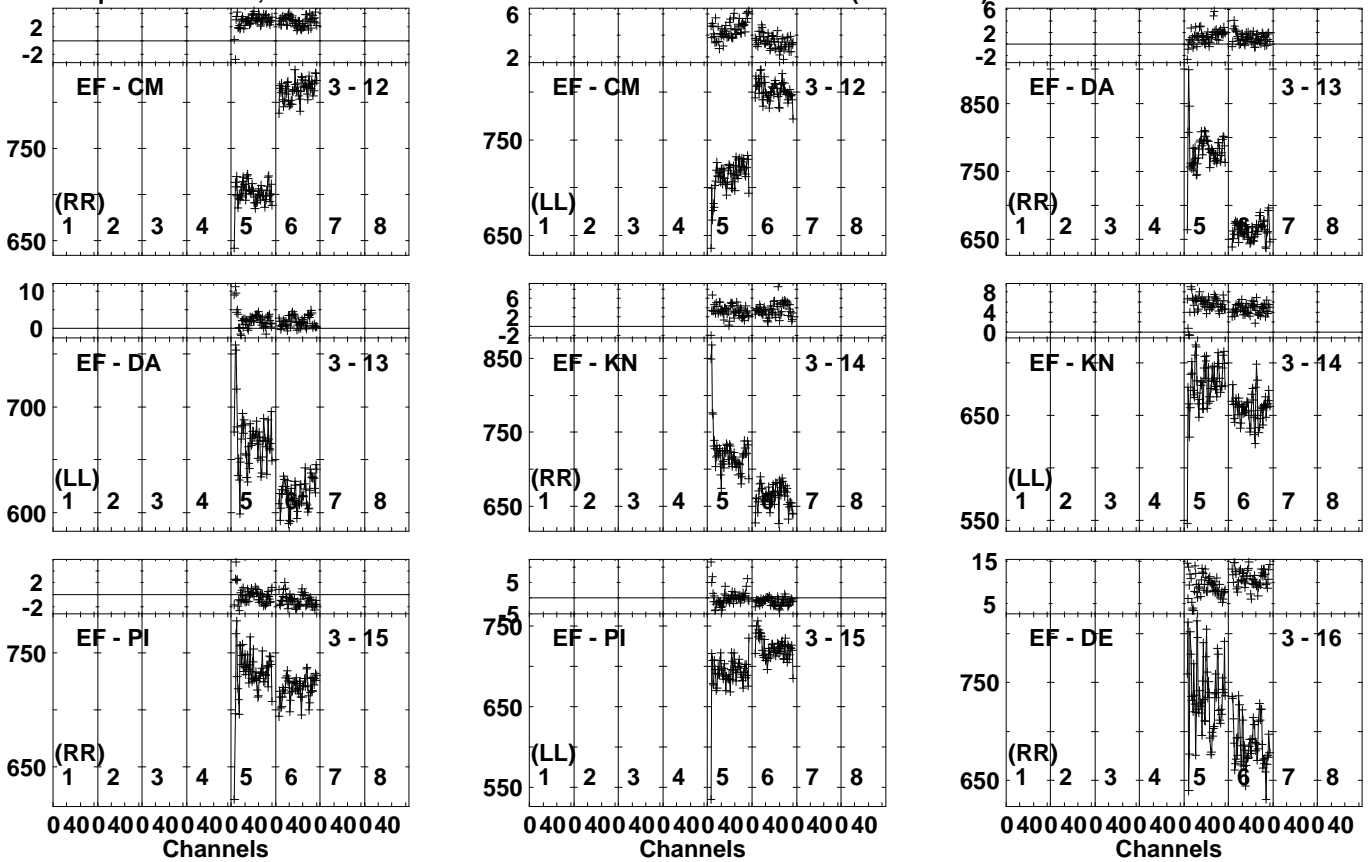 2
-2
EF - CM 3 - 12
750
650
(RR)
1 2 3 4 5 6 7 8
6
2
EF - CM 3 - 12
750
650
(LL)
1 2 3 4 5 6 7 8
6
2
-2
EF - DA 3 - 13
850
750
650
(RR)
1 2 3 4 5 6 7 8
10
0
EF - DA 3 - 13
700
600
(LL)
1 2 3 4 5 6 7 8
6
2
-2
EF - KN 3 - 14
850
750
650
(RR)
1 2 3 4 5 6 7 8
8
4
0
EF - KN 3 - 14
650
550
(LL)
1 2 3 4 5 6 7 8
2
-2
EF - PI 3 - 15
750
650
(RR)
1 2 3 4 5 6 7 8
0 40 0 40 0 40 0 40 0 40 0 40 0 40 0 40
Channels
5
-5
EF - PI 3 - 15
750
650
550
(LL)
1 2 3 4 5 6 7 8
0 40 0 40 0 40 0 40 0 40 0 40 0 40 0 40
Channels
15
5
EF - DE 3 - 16
750
650
(RR)
1 2 3 4 5 6 7 8
0 40 0 40 0 40 0 40 0 40 0 40 0 40 0 40
Channels